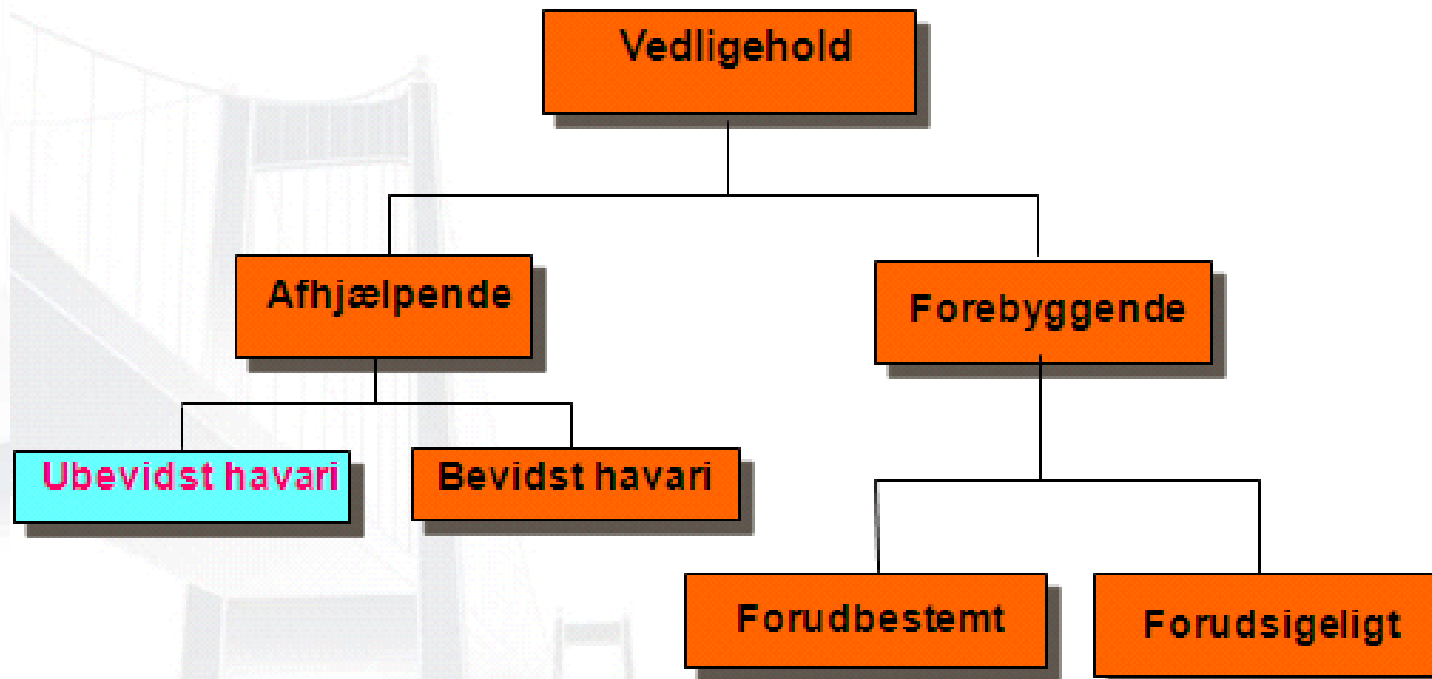 Vedligehold
Afhjælpende
Forebyggende
Ubevidst havari
Bevidst havari
Forudbestemt
Forudsigeligt